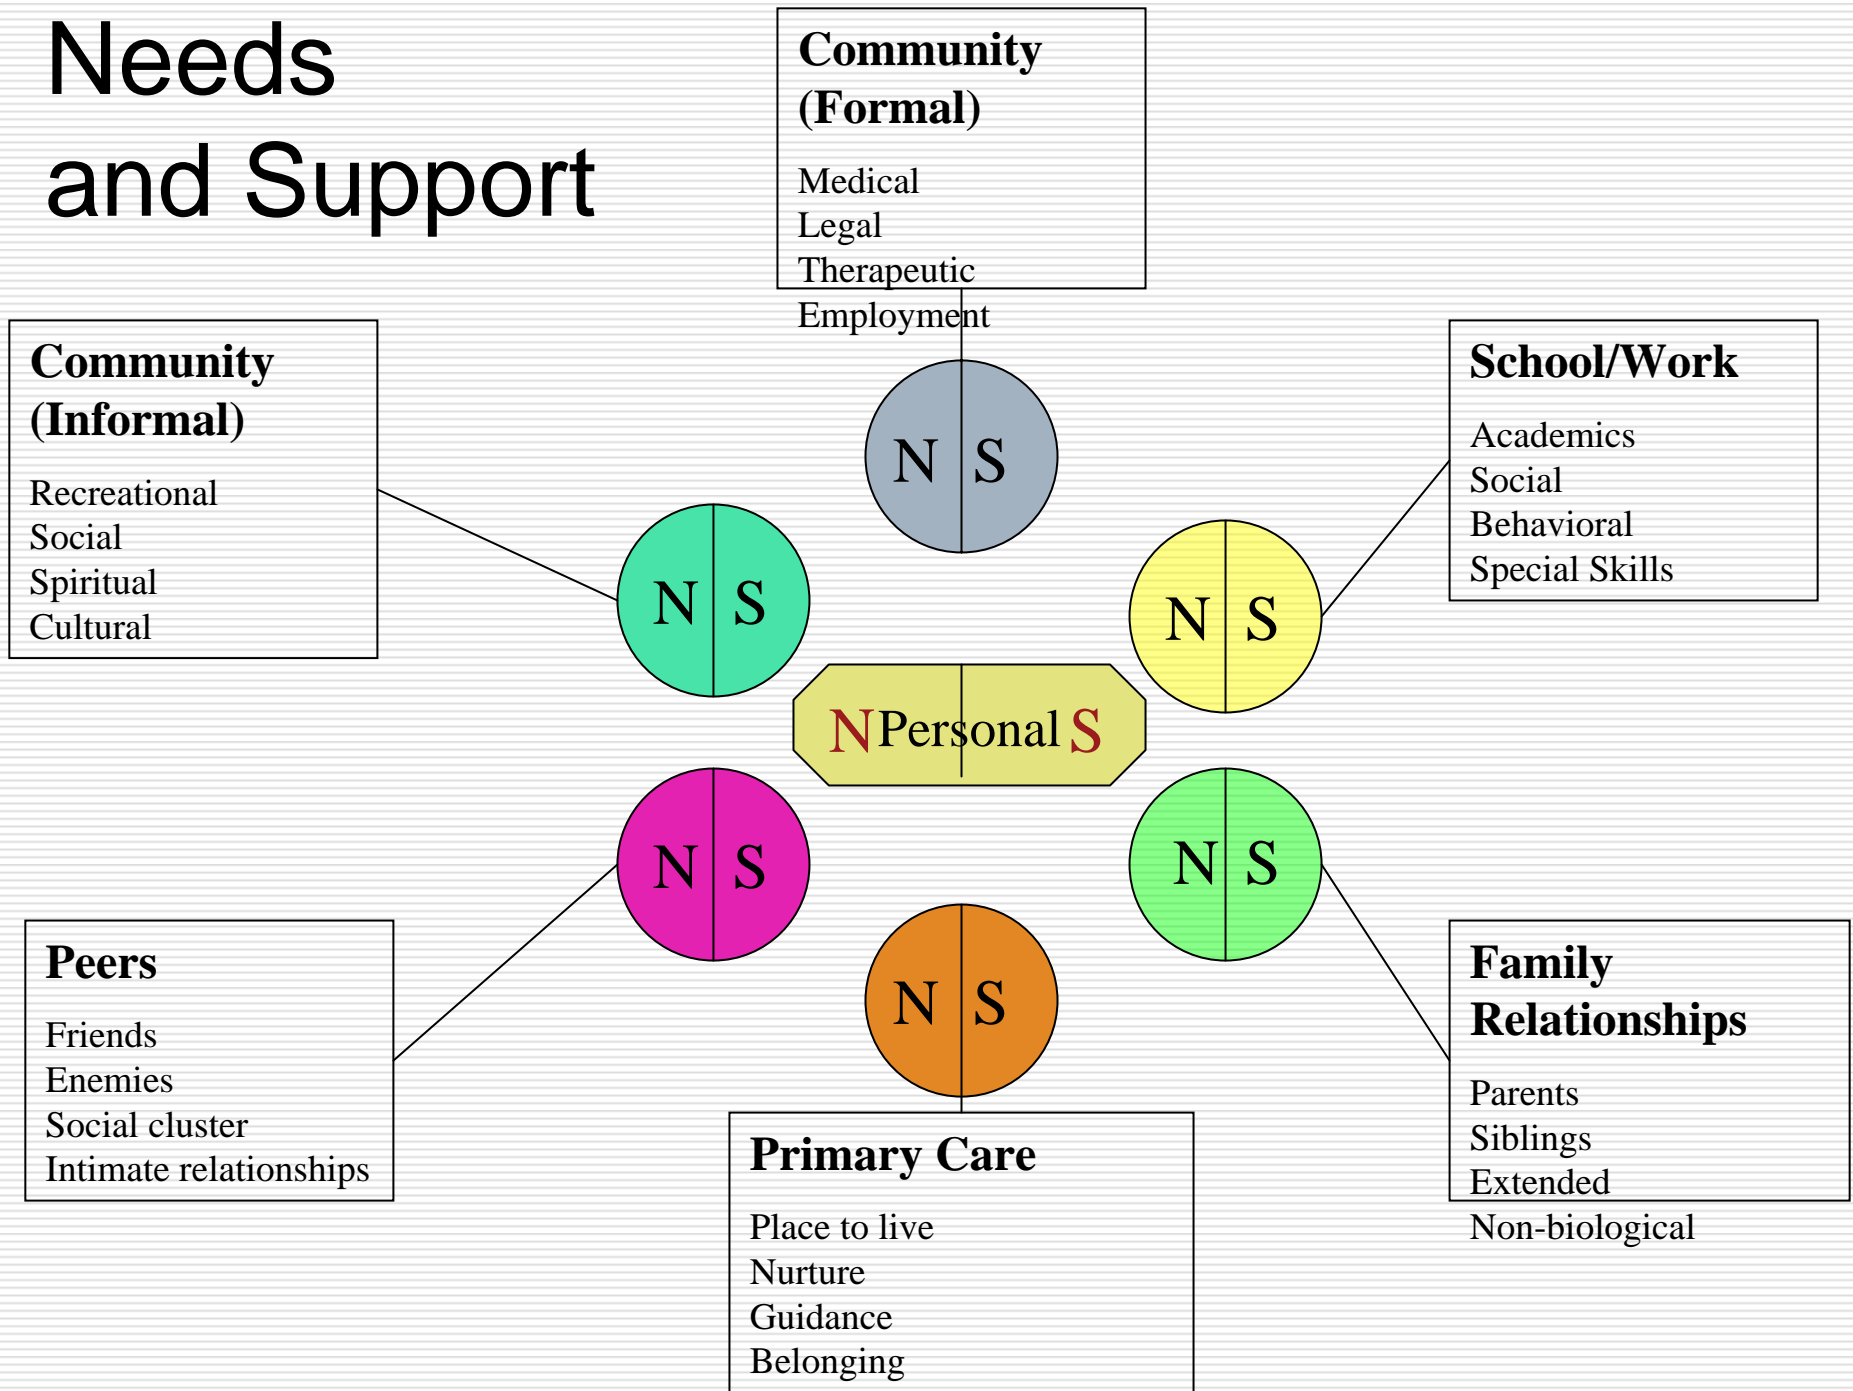 Needs
and Support
Community
(Formal)
Medical
Legal
Therapeutic
Employment
Community
(Informal)
Recreational
Social
Spiritual
Cultural
School/Work
Academics
Social
Behavioral
Special Skills
N S
N S
N S
N Personal S
N S
N S
N S
Peers
Friends
Enemies
Social cluster
Intimate relationships
Primary Care
Place to live
Nurture
Guidance
Belonging
Family
Relationships
Parents
Siblings
Extended
Non-biological